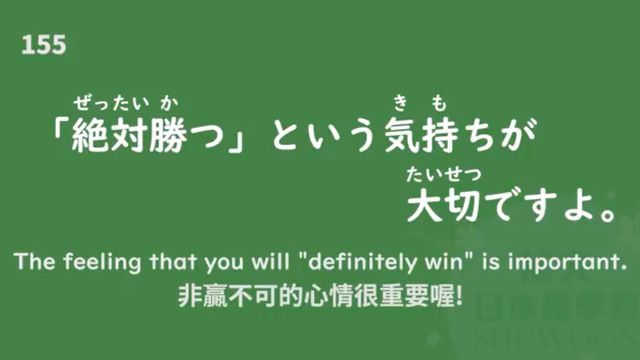 155
ぜったい か
き も
「絶対勝つ」という気持ちが
たいせつ
大切ですよ。
The feeling that you will "definitely win" is important.
非贏不可的心情很重要喔!
日本語學院
SHUWOON